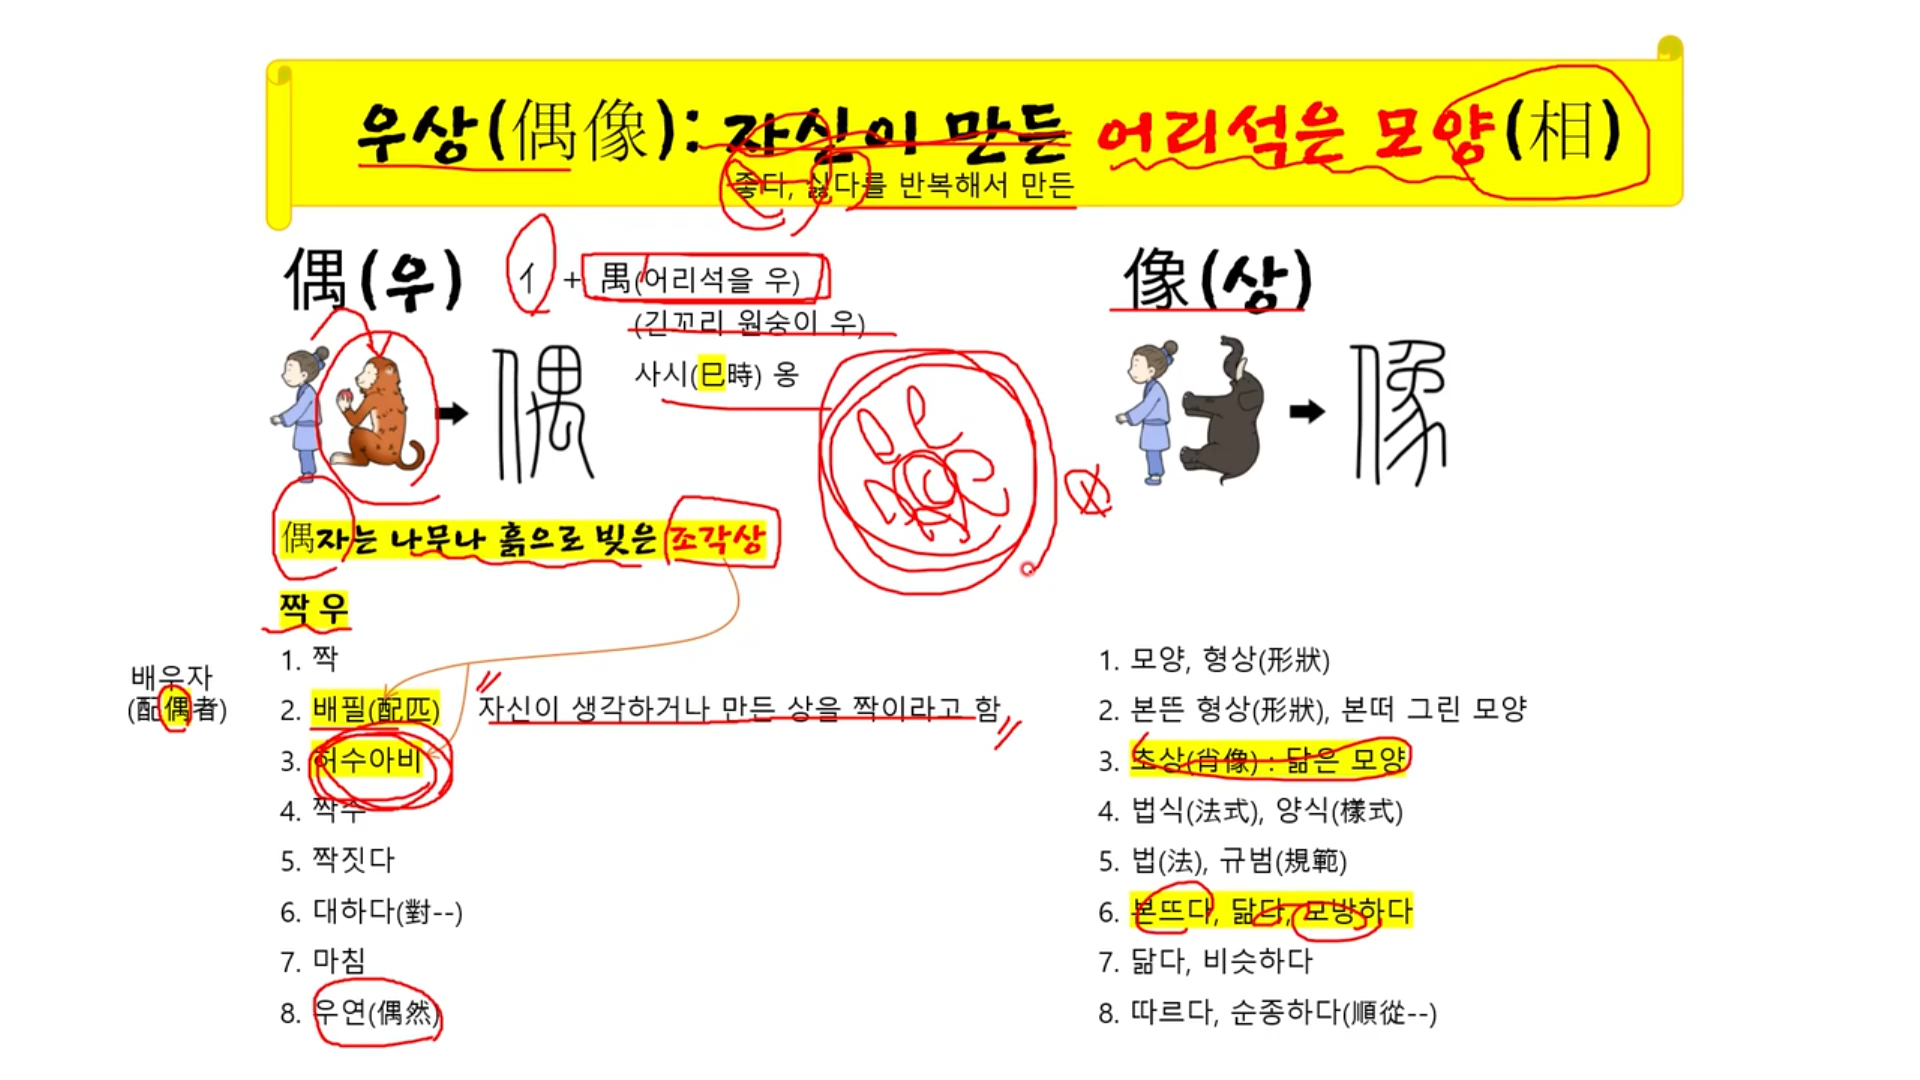 우상(偶像): 자신이 만든 어리석은 모양(相)
좋다, 싫다를 반복해서 만든
偶(우)
亻 + 禺(어리석을 우)
(긴꼬리 원숭이 우)
사시(巳時) 옹
偶자는 나무나 흙으로 빚은 조각상
짝 우
1. 짝
2. 배필(配匹)
자신이 생각하거나 만든 상을 짝이라고 함
배우자
(配偶者)
3. 허수아비
4. 짝수
5. 짝짓다
6. 대하다(對--)
7. 마침
8. 우연(偶然)
像(상)
1. 모양, 형상(形狀)
2. 본뜬 형상(形狀), 본떠 그린 모양
3. 초상(肖像) : 닮은 모양
4. 법식(法式), 양식(樣式)
5. 법(法), 규범(規範)
6. 본뜨다, 닮다, 모방하다
7. 닮다, 비슷하다
8. 따르다, 순종하다(順從--)